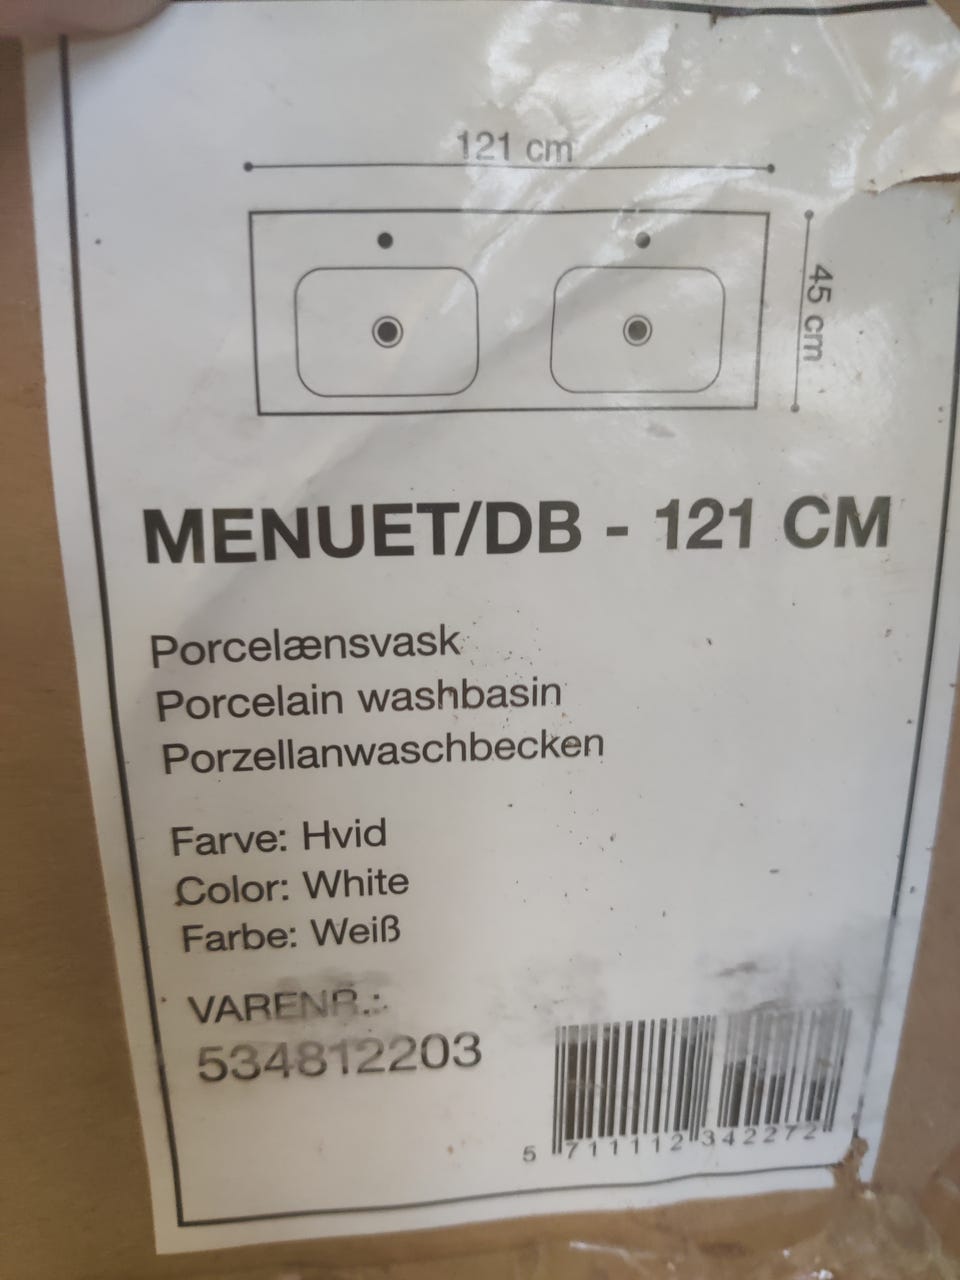 121 cm
45 cm
MENUET/DB - 121 CM
Porcelænsvask
Porcelain washbasin
Porzellanwaschbecken
Farve: Hvid
Color: White
Farbe: Weiß
VARENR.:
534812203
5 711112 342272